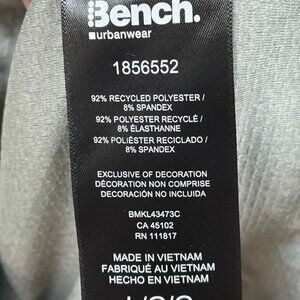 Bench.
urbanwear
1856552
92% RECYCLED POLYESTER /
8% SPANDEX
92% POLYESTER RECYCLÉ /
8% ÉLASTHANNE
92% POLIÉSTER RECICLADO /
8% SPANDEX
EXCLUSIVE OF DECORATION
DÉCORATION NON COMPRISE
DECORACIÓN NO INCLUIDA
BMKL43473C
CA 45102
RN 111817
MADE IN VIETNAM
FABRIQUÉ AU VIETNAM
HECHO EN VIETNAM